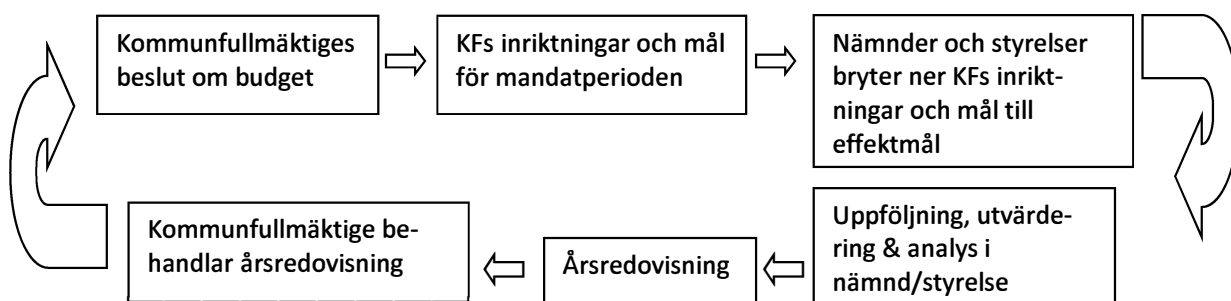 Kommunfullmäktiges
beslut om budget
KFs inriktningar och mål
för mandatperioden
Nämnder och styrelser
bryter ner KFs inrikt-
ningar och mål till
effektmål
Uppföljning, utvärde-
ring & analys i
nämnd/styrelse
Årsredovisning
Kommunfullmäktige be-
handlar årsredovisning